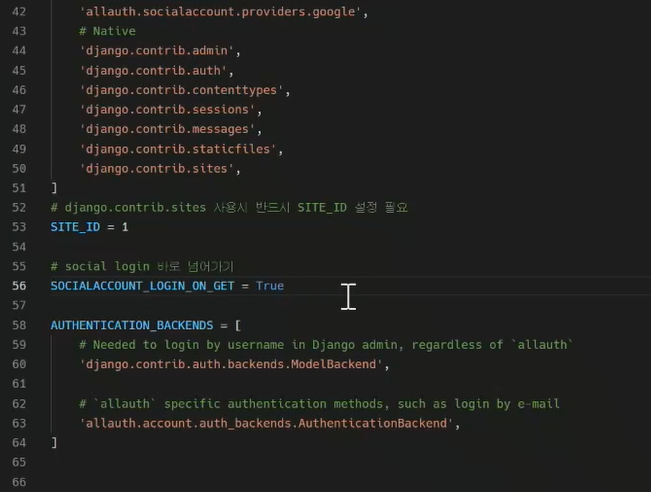 42 'allauth.socialaccount.providers.google',
43 # Native
44 'django.contrib.admin',
45 'django.contrib.auth',
46 'django.contrib.contenttypes',
47 'django.contrib.sessions',
48 'django.contrib.messages',
49 'django.contrib.staticfiles',
50 'django.contrib.sites',
51 ]
52 # django.contrib.sites 사용시 반드시 SITE_ID 설정 필요
53 SITE_ID = 1
54
55 # social login 바로 넘어가기
56 SOCIALACCOUNT_LOGIN_ON_GET = True
57
58 AUTHENTICATION_BACKENDS = [
59 # Needed to login by username in Django admin, regardless of `allauth`
60 'django.contrib.auth.backends.ModelBackend',
61
62 # `allauth` specific authentication methods, such as login by e-mail
63 'allauth.account.auth_backends.AuthenticationBackend',
64 ]
65
66